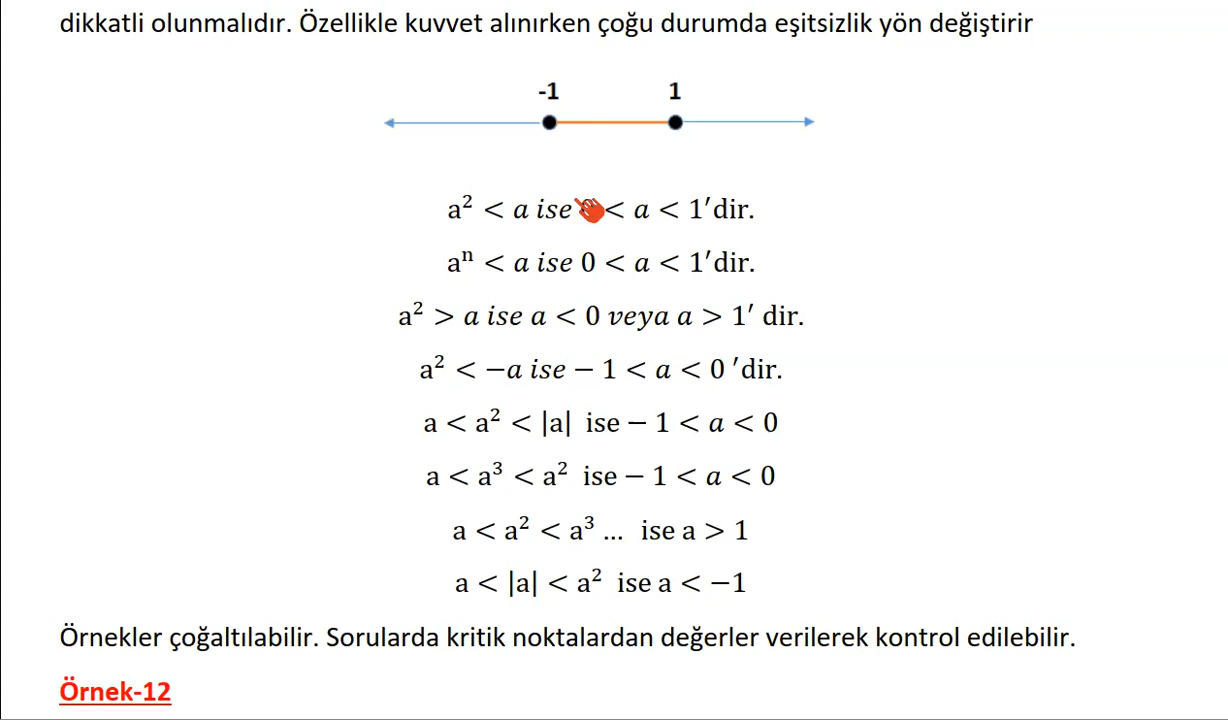 dikkatli olunmalıdır. Özellikle kuvvet alınırken çoğu durumda eşitsizlik yön değiştirir
-1 1
a² < a ise < a < 1′dir.
aⁿ < a ise 0 < a < 1′dir.
a² > a ise a < 0 veya a > 1′ dir.
a² < −a ise − 1 < a < 0 ′dir.
a < a² < |a| ise − 1 < a < 0
a < a³ < a² ise − 1 < a < 0
a < a² < a³ … ise a > 1
a < |a| < a² ise a < −1
Örnekler çoğaltılabilir. Sorularda kritik noktalardan değerler verilerek kontrol edilebilir.
Örnek-12